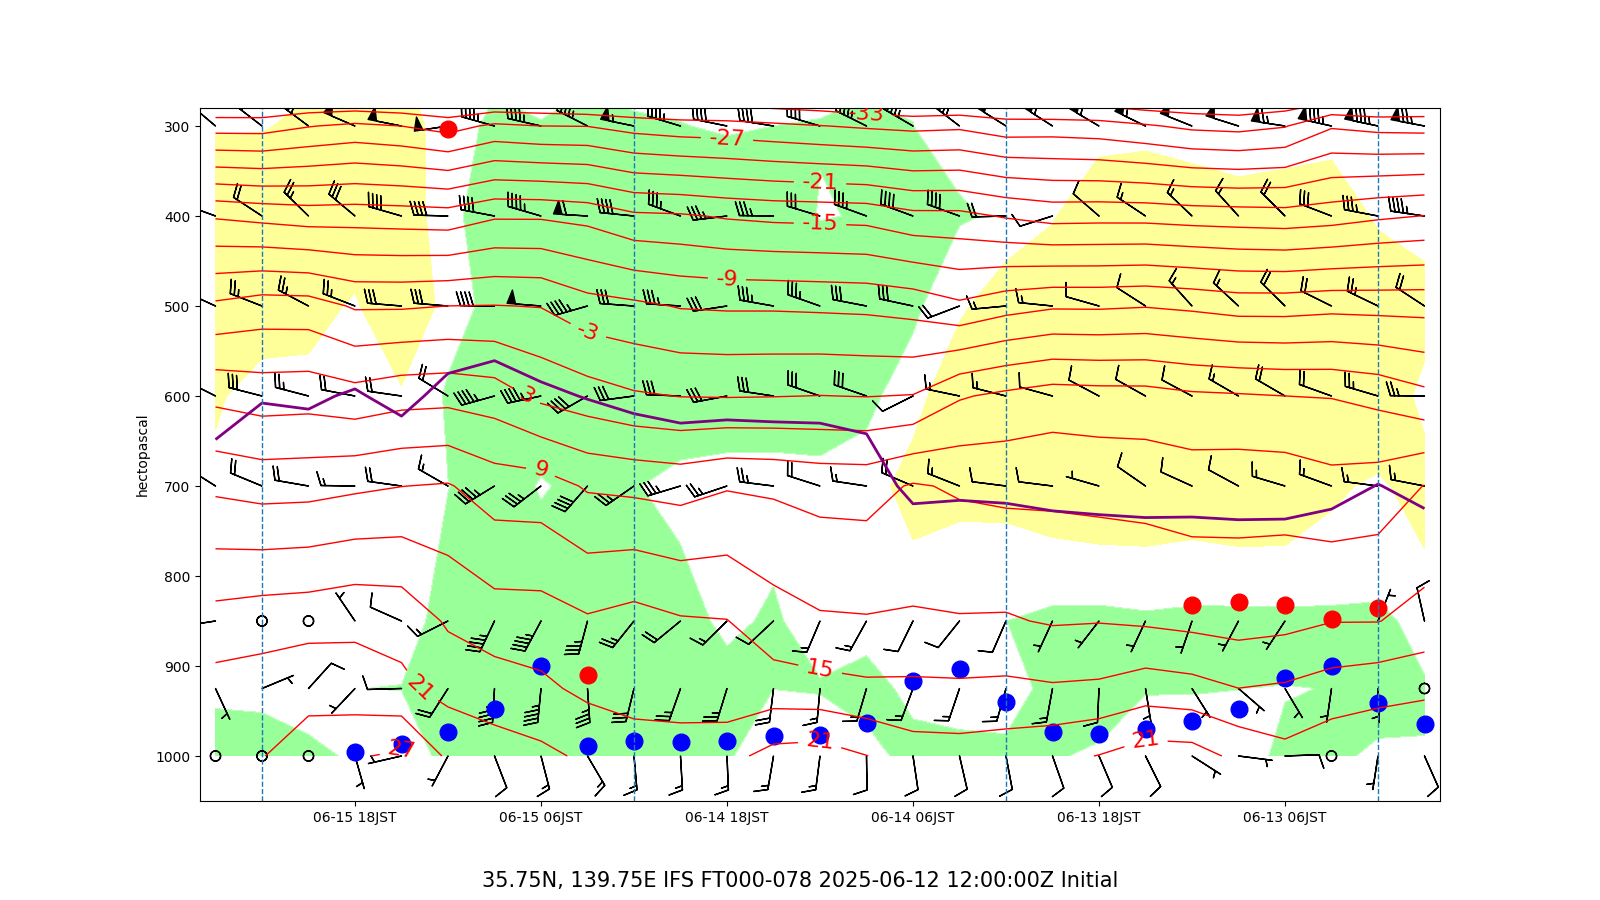 300
400
500
600
700
800
900
1000
hectopascal
-33
-27
-21
-15
-9
-3
3
9
15
21
27
21
21
06-15 18JST
06-15 06JST
06-14 18JST
06-14 06JST
06-13 18JST
06-13 06JST
35.75N, 139.75E IFS FT000-078 2025-06-12 12:00:00Z Initial